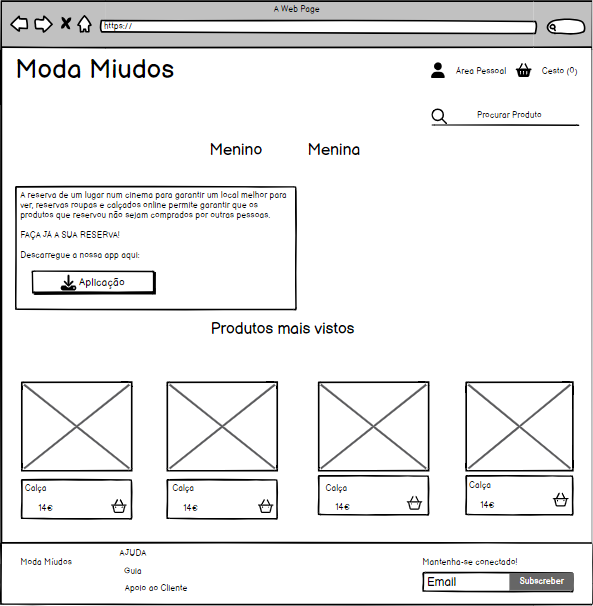 A Web Page
https://
Moda Miudos
Área Pessoal
Cesto (0)
Procurar Produto
Menino
Menina
A reserva de um lugar num cinema para garantir um local melhor para
ver, reservas roupas e calçados online permite garantir que os
produtos que reservou não sejam comprados por outras pessoas.
FAÇA JÁ A SUA RESERVA!
Descarregue a nossa app aqui:
Aplicação
Produtos mais vistos
Calça
14€
Calça
14€
Calça
14€
Calça
14€
Moda Míudos
AJUDA
Guia
Apoio ao Cliente
Mantenha-se conectado!
Email
Subscreber